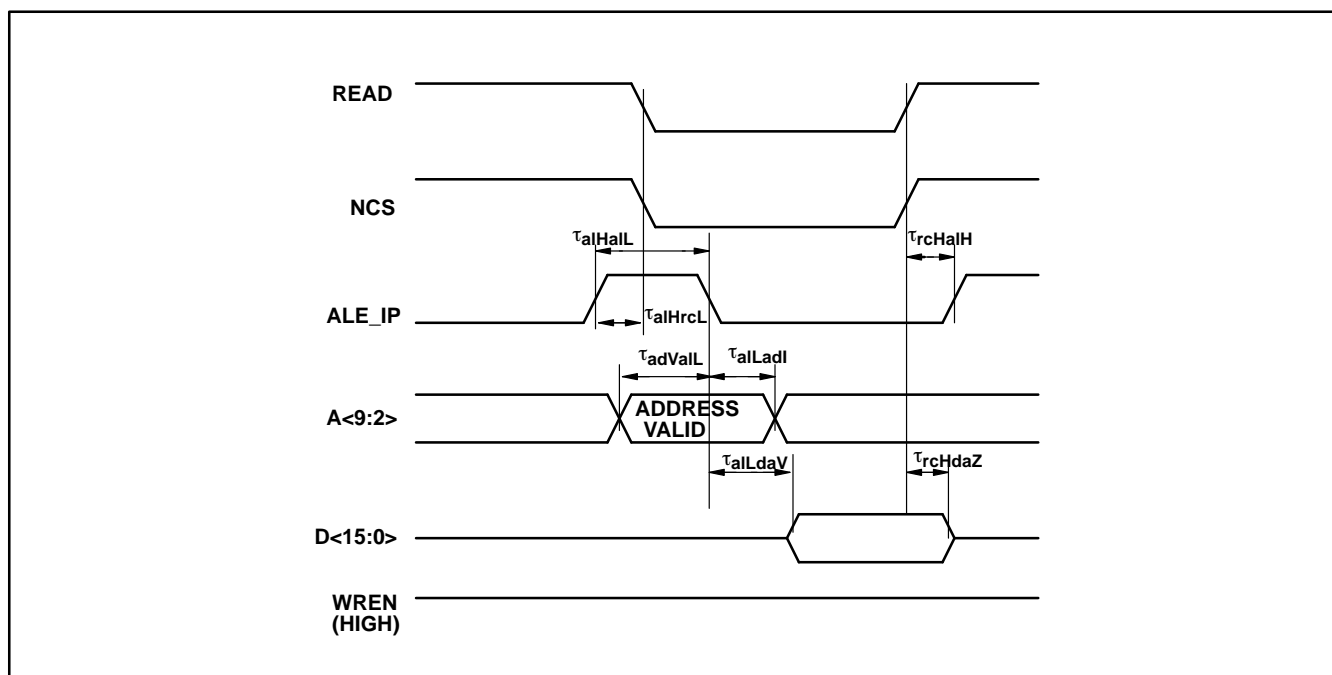 READ
NCS
τalHalL
τrcHalH
ALE_IP
τalHrcL
τadValL
τalLadI
A<9:2>
ADDRESS
VALID
τalLdaV
τrcHdaZ
D<15:0>
WREN
(HIGH)